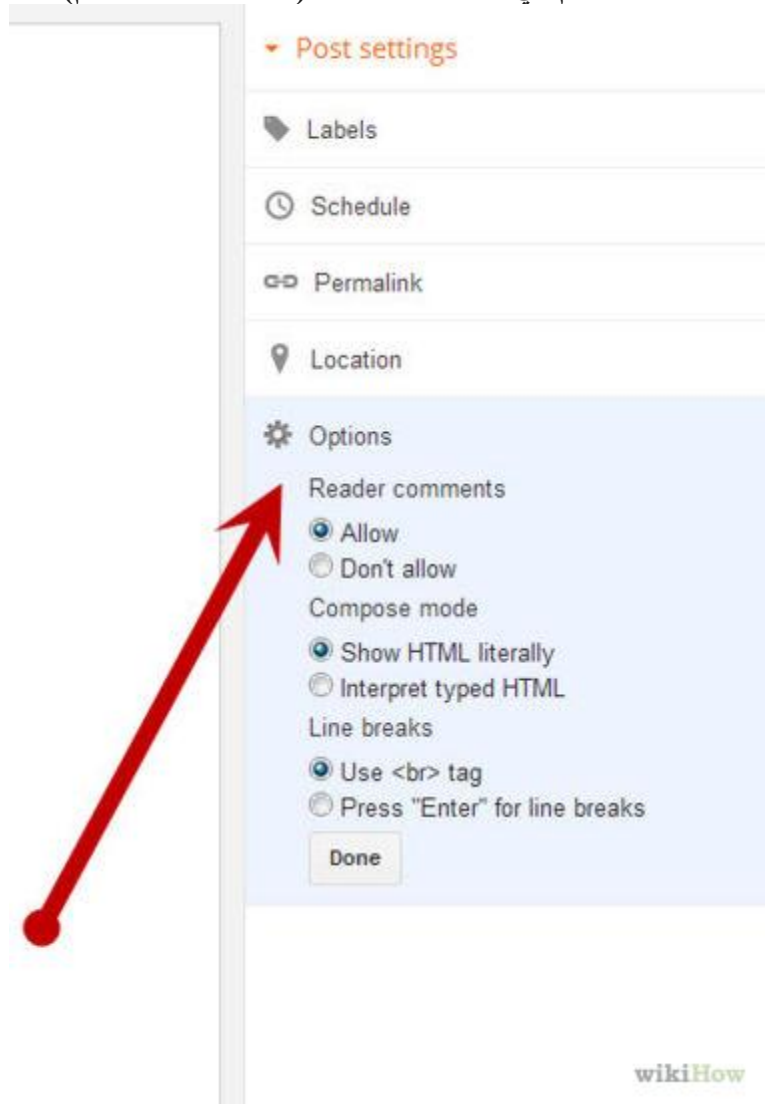 Post settings
Labels
Schedule
Permalink
Location
Options
Reader comments
Allow
Don't allow
Compose mode
Show HTML literally
Interpret typed HTML
Line breaks
Use <br> tag
Press "Enter" for line breaks
Done
wikiHow